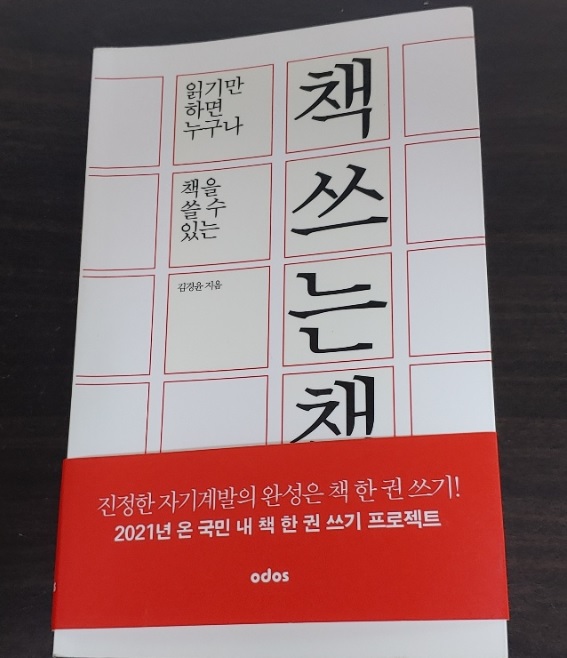 읽기만
하면
누구나
책을
쓸 수
있는
책
쓰
는
책
김경윤 지음
진정한 자기계발의 완성은 책 한 권 쓰기!
2021년 온 국민 내 책 한 권 쓰기 프로젝트
odos